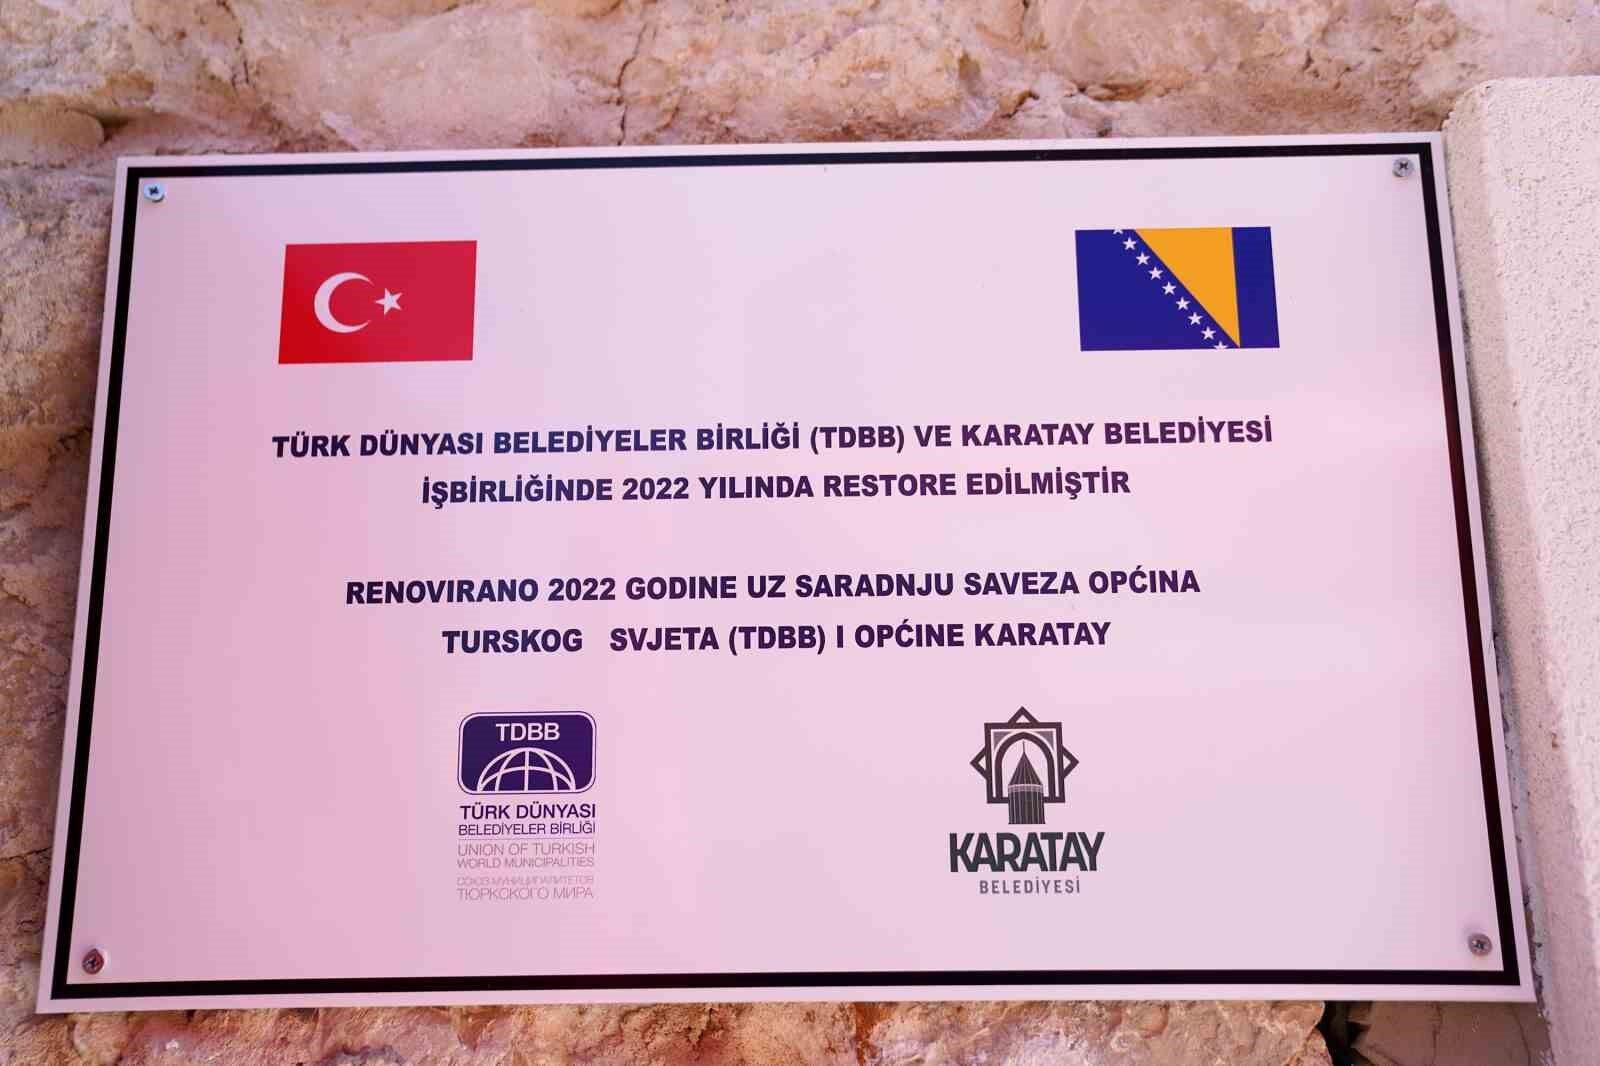 TÜRK DÜNYASI BELEDİYELER BİRLİĞİ (TDBB) VE KARATAY BELEDİYESİ
İŞBİRLİĞİNDE 2022 YILINDA RESTORE EDİLMİŞTİR
RENOVIRANO 2022 GODINE UZ SARADNJU SAVEZA OPĆINA
TURSKOG SVJETA (TDBB) I OPĆINE KARATAY
TDBB
TÜRK DÜNYASI
BELEDİYELER BİRLİĞİ
UNION OF TURKISH
WORLD MUNICIPALITIES
СОЮЗ МУНИЦИПАЛИТЕТОВ
ТЮРКСКОГО МИРА
KARATAY
BELEDİYESİ